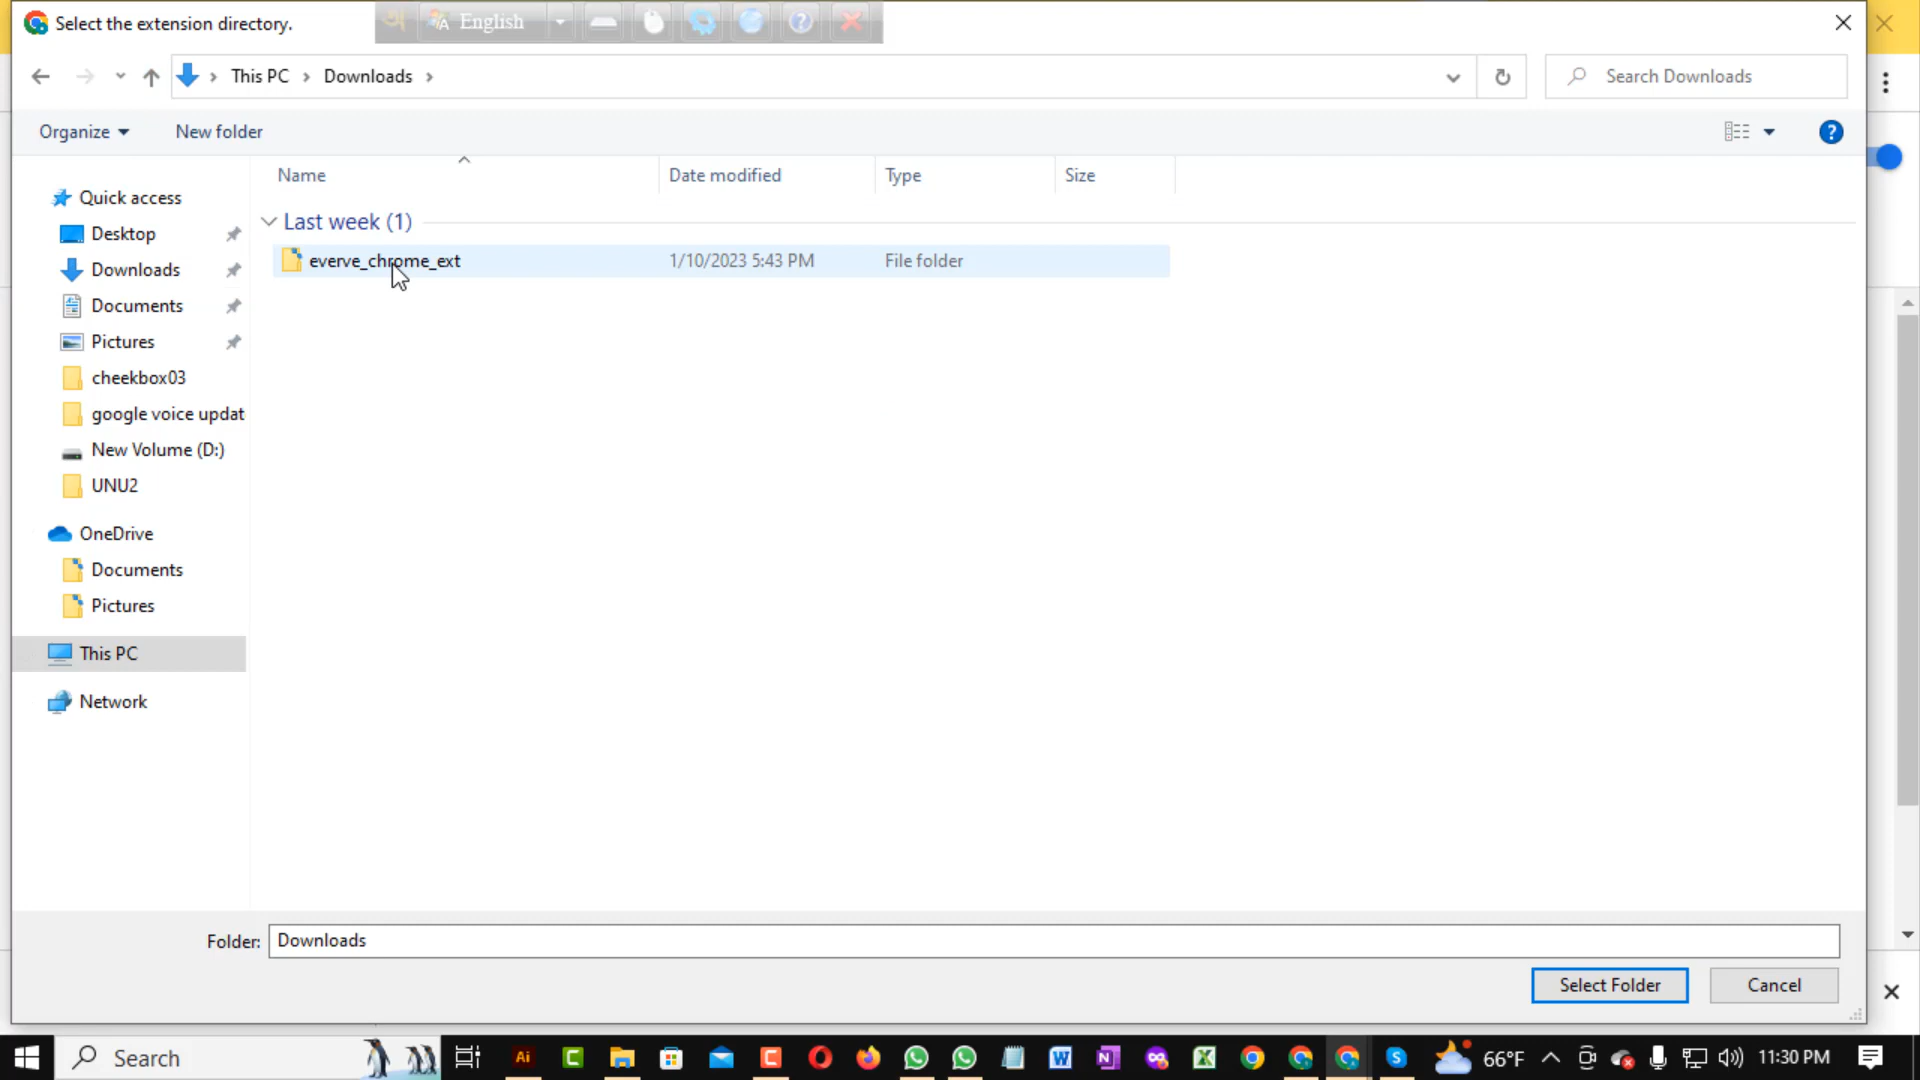 Select the extension directory.
English
This PC
Downloads
Search Downloads
Organize
New folder
Name
Date modified
Type
Size
Last week (1)
everve_chrome_ext
1/10/2023 5:43 PM
File folder
Quick access
Desktop
Downloads
Documents
Pictures
cheekbox03
google voice updat
New Volume (D:)
UNU2
OneDrive
Documents
Pictures
This PC
Network
Folder:
Downloads
Select Folder
Cancel
Search
Ai
66°F
11:30 PM